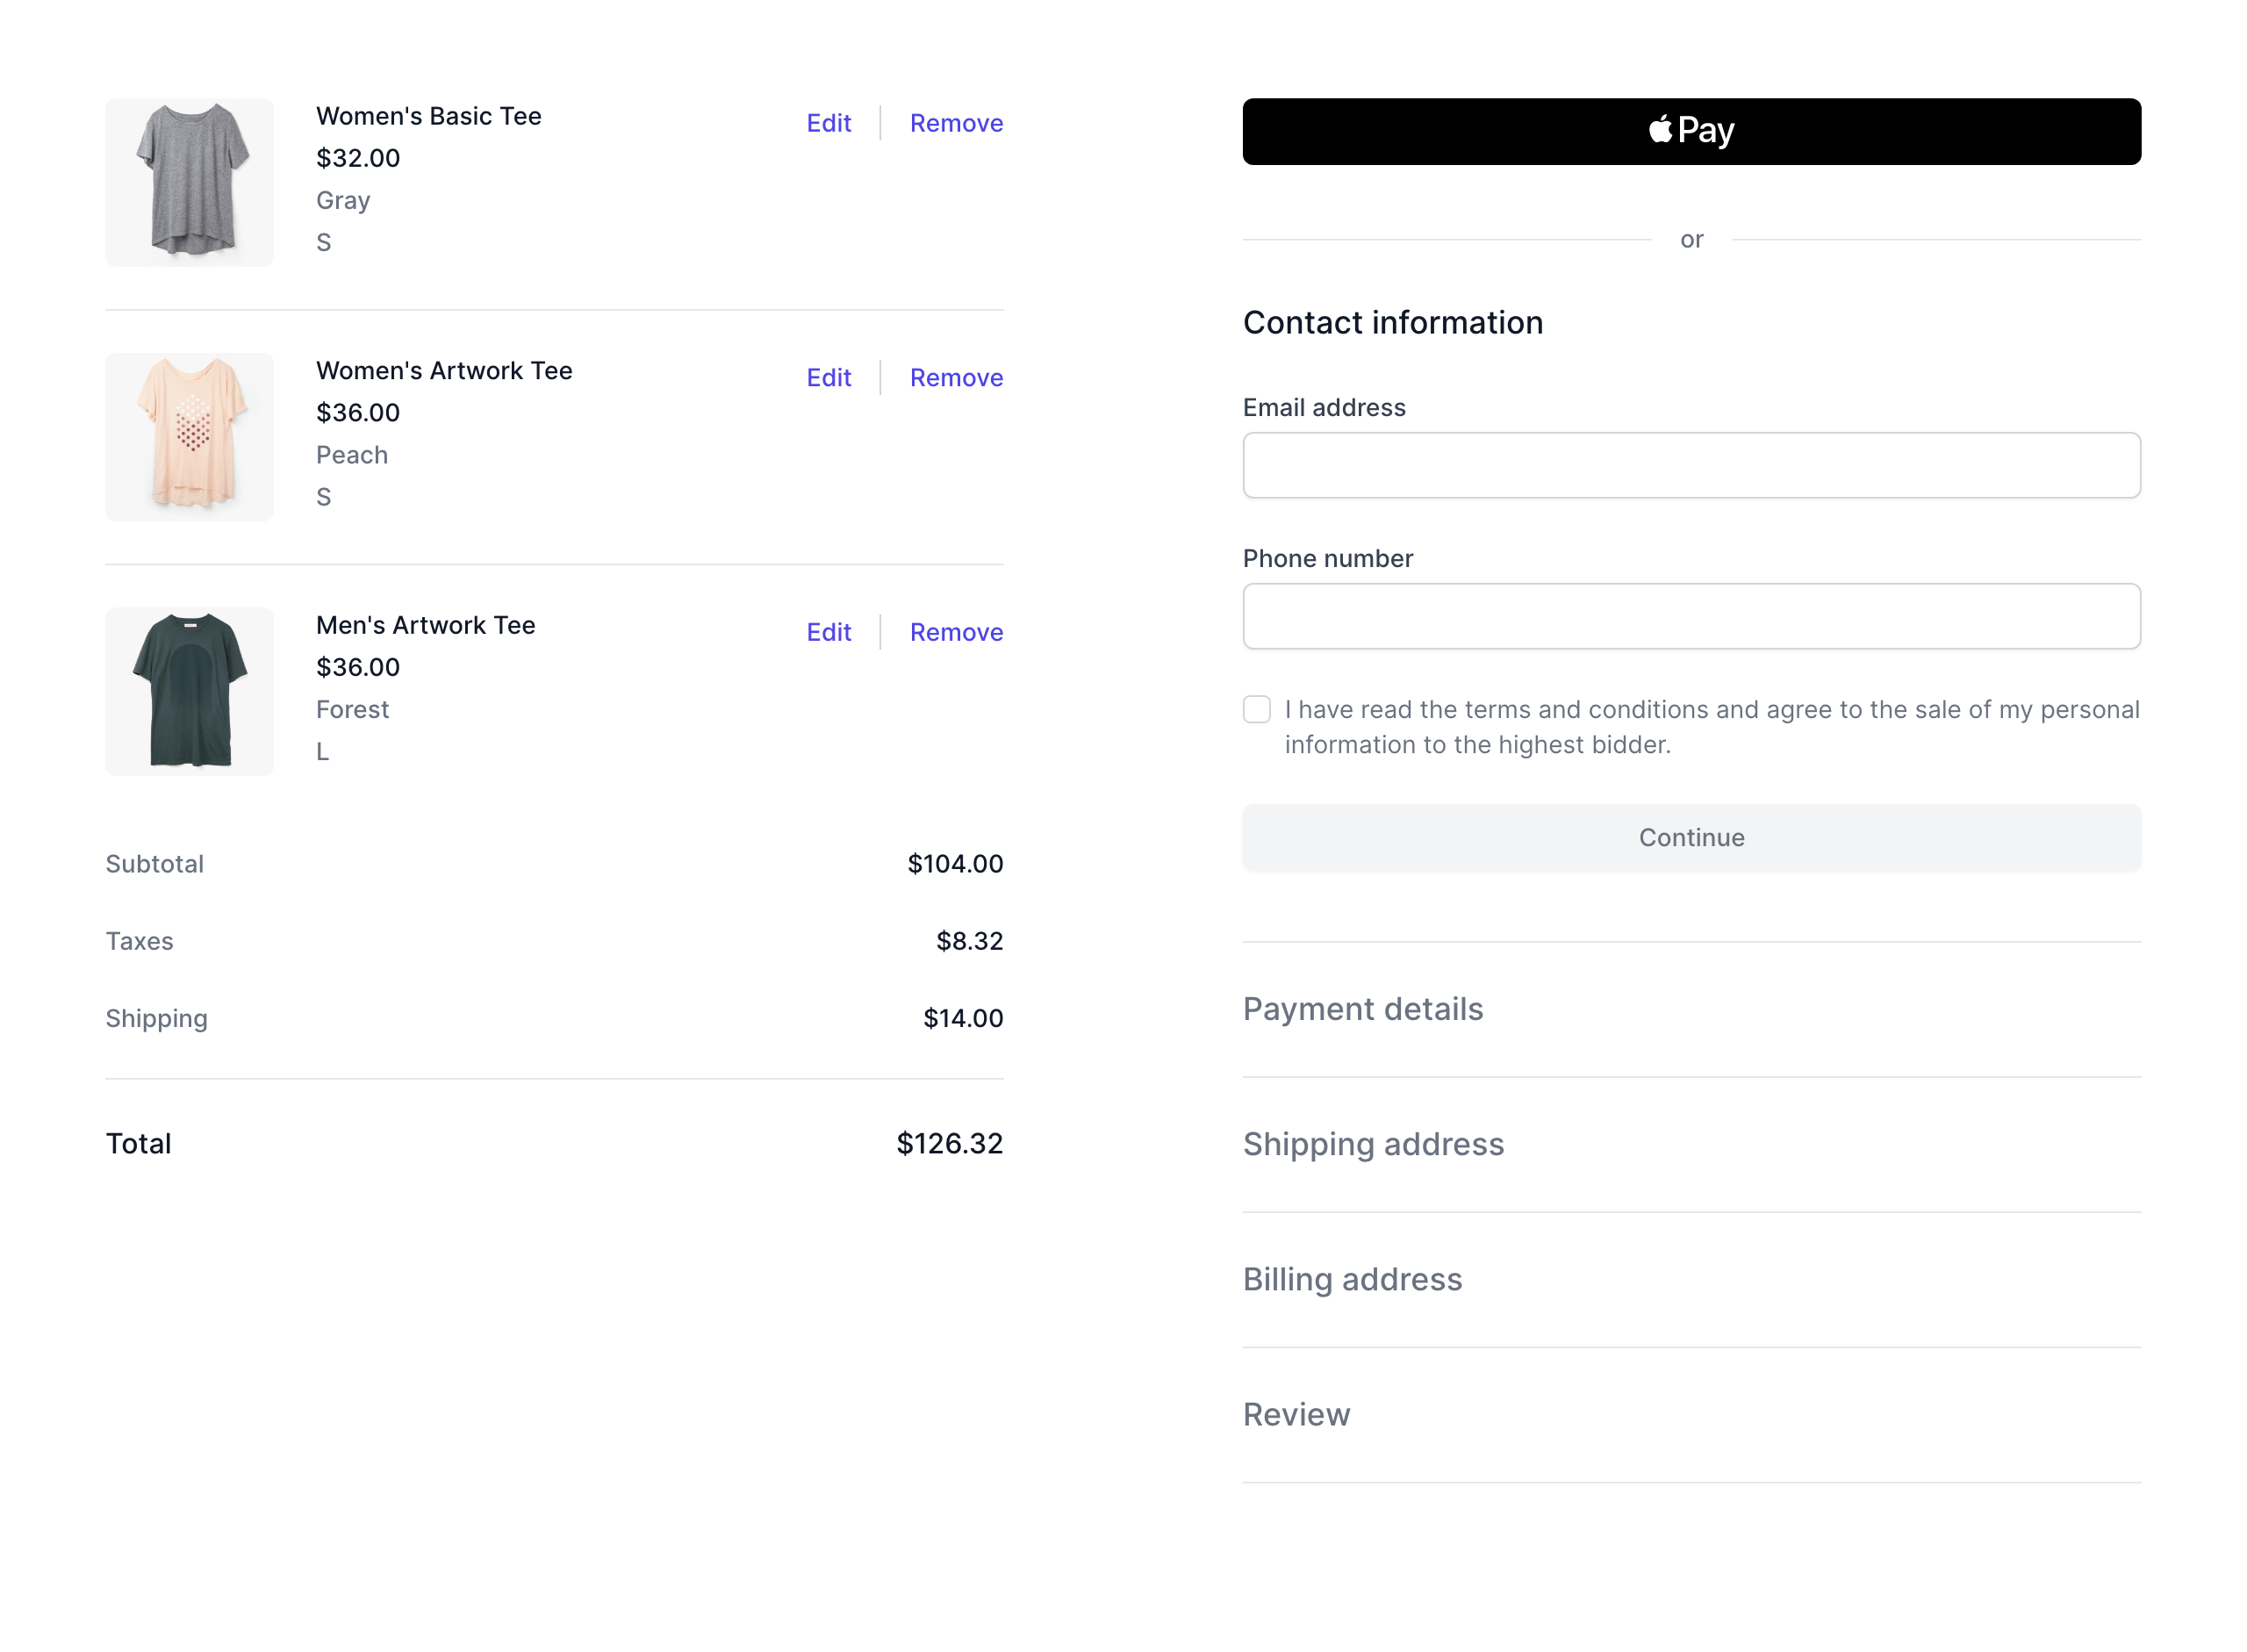 Women's Basic Tee
$32.00
Gray
S
Edit
Remove
Women's Artwork Tee
$36.00
Peach
S
Edit
Remove
Men's Artwork Tee
$36.00
Forest
L
Edit
Remove
Subtotal
$104.00
Taxes
$8.32
Shipping
$14.00
Total
$126.32
Pay
or
Contact information
Email address
Phone number
I have read the terms and conditions and agree to the sale of my personal
information to the highest bidder.
Continue
Payment details
Shipping address
Billing address
Review